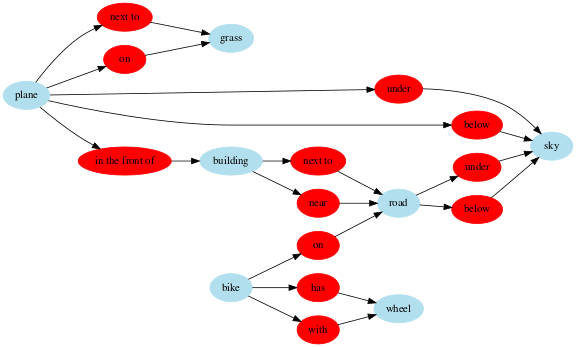 next to
grass
on
plane
under
below
sky
in the front of
building
next to
under
near
road
below
on
bike
has
wheel
with